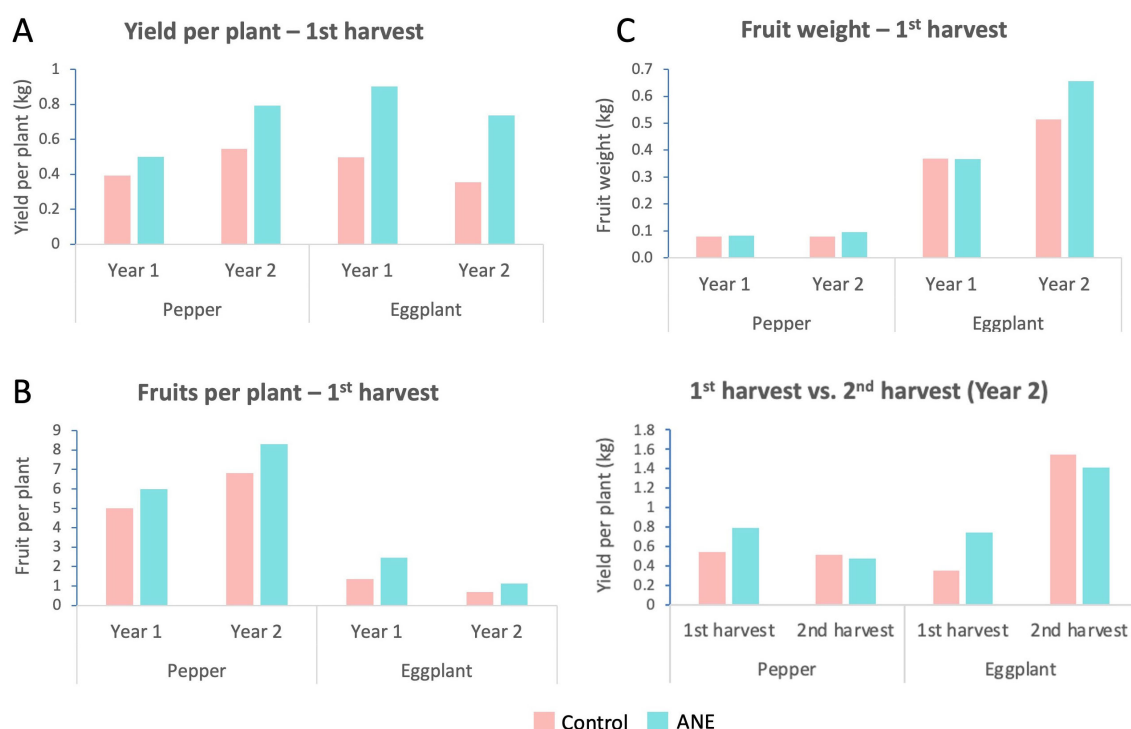 A
Yield per plant – 1st harvest
Yield per plant (kg)
1
0.8
0.6
0.4
0.2
0
Year 1 Year 2 Year 1 Year 2
Pepper Eggplant
C
Fruit weight – 1st harvest
Fruit weight (kg)
0.7
0.6
0.5
0.4
0.3
0.2
0.1
0.0
Year 1 Year 2 Year 1 Year 2
Pepper Eggplant
B
Fruits per plant – 1st harvest
Fruit per plant
9
8
7
6
5
4
3
2
1
0
Year 1 Year 2 Year 1 Year 2
Pepper Eggplant
1st harvest vs. 2nd harvest (Year 2)
Yield per plant (kg)
1.8
1.6
1.4
1.2
1
0.8
0.6
0.4
0.2
0
1st harvest 2nd harvest 1st harvest 2nd harvest
Pepper Eggplant
Control ANE